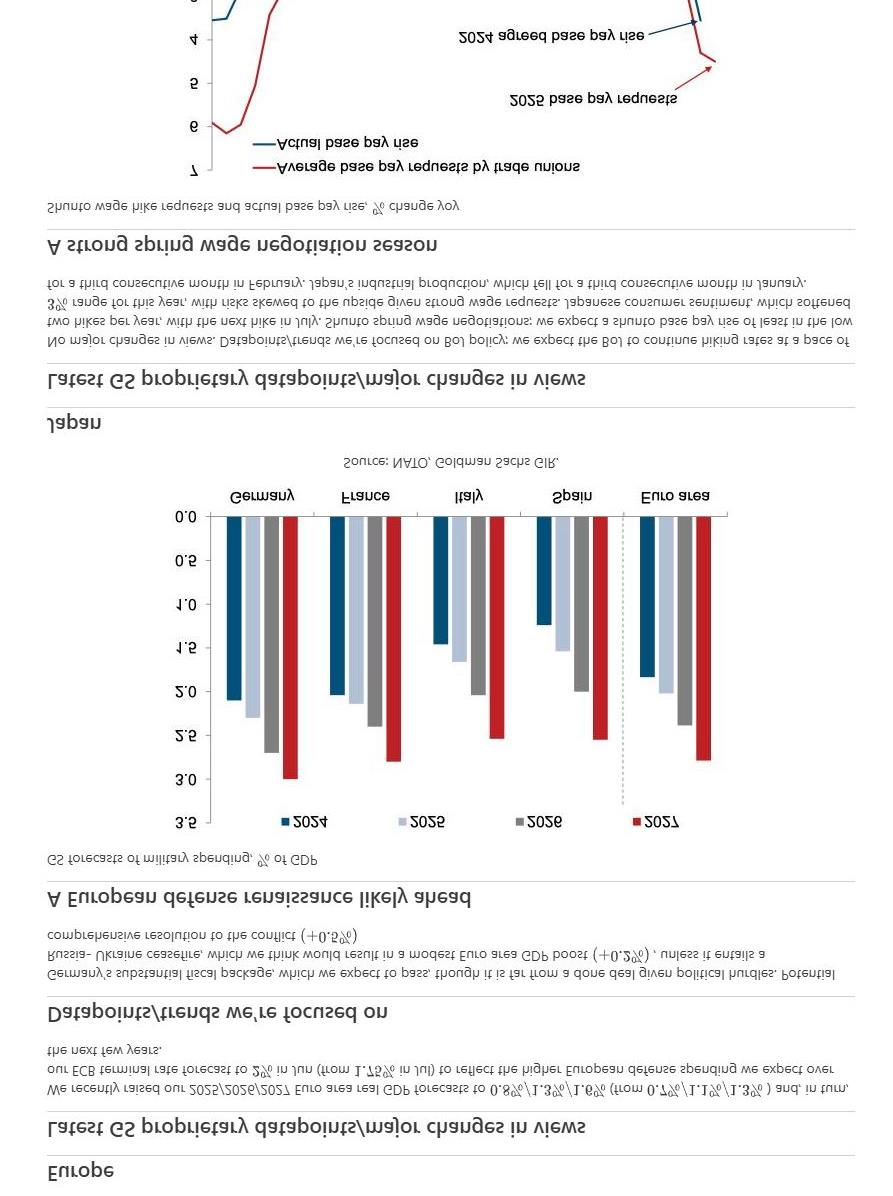 Europe
Latest GS proprietary datapoints/major changes in views
We recently raised our 2025/2026/2027 Euro area real GDP forecasts to 0.8%/1.3%/1.6% (from 0.7%/1.1%/1.3% ) and, in turn,
our ECB terminal rate forecast to 2% in Jun (from 1.75% in Jul) to reflect the higher European defense spending we expect over
the next few years.
Datapoints/trends we're focused on
Germany's substantial fiscal package, which we expect to pass, though it is far from a done deal given political hurdles. Potential
Russia- Ukraine ceasefire, which we think would result in a modest Euro area GDP boost (+0.2%) , unless it entails a
comprehensive resolution to the conflict (+0.5%)
A European defense renaissance likely ahead
GS forecasts of military spending, % of GDP
3.5
2024 2025 2026 2027
3.0
2.5
2.0
1.5
1.0
0.5
0.0
Germany France Italy Spain Euro area
Source: NATO, Goldman Sachs GIR.
Japan
Latest GS proprietary datapoints/major changes in views
No major changes in views. Datapoints/trends we're focused on BoJ policy; we expect the BoJ to continue hiking rates at a pace of
two hikes per year, with the next hike in July. Shunto spring wage negotiations; we expect a shunto base pay rise of least in the low
3% range for this year, with risks skewed to the upside given strong wage requests. Japanese consumer sentiment, which softened
for a third consecutive month in February. Japan's industrial production, which fell for a third consecutive month in January.
A strong spring wage negotiation season
Shunto wage hike requests and actual base pay rise, % change yoy
7
Average base pay requests by trade unions
Actual base pay rise
6
2025 base pay requests
5
4
2024 agreed base pay rise